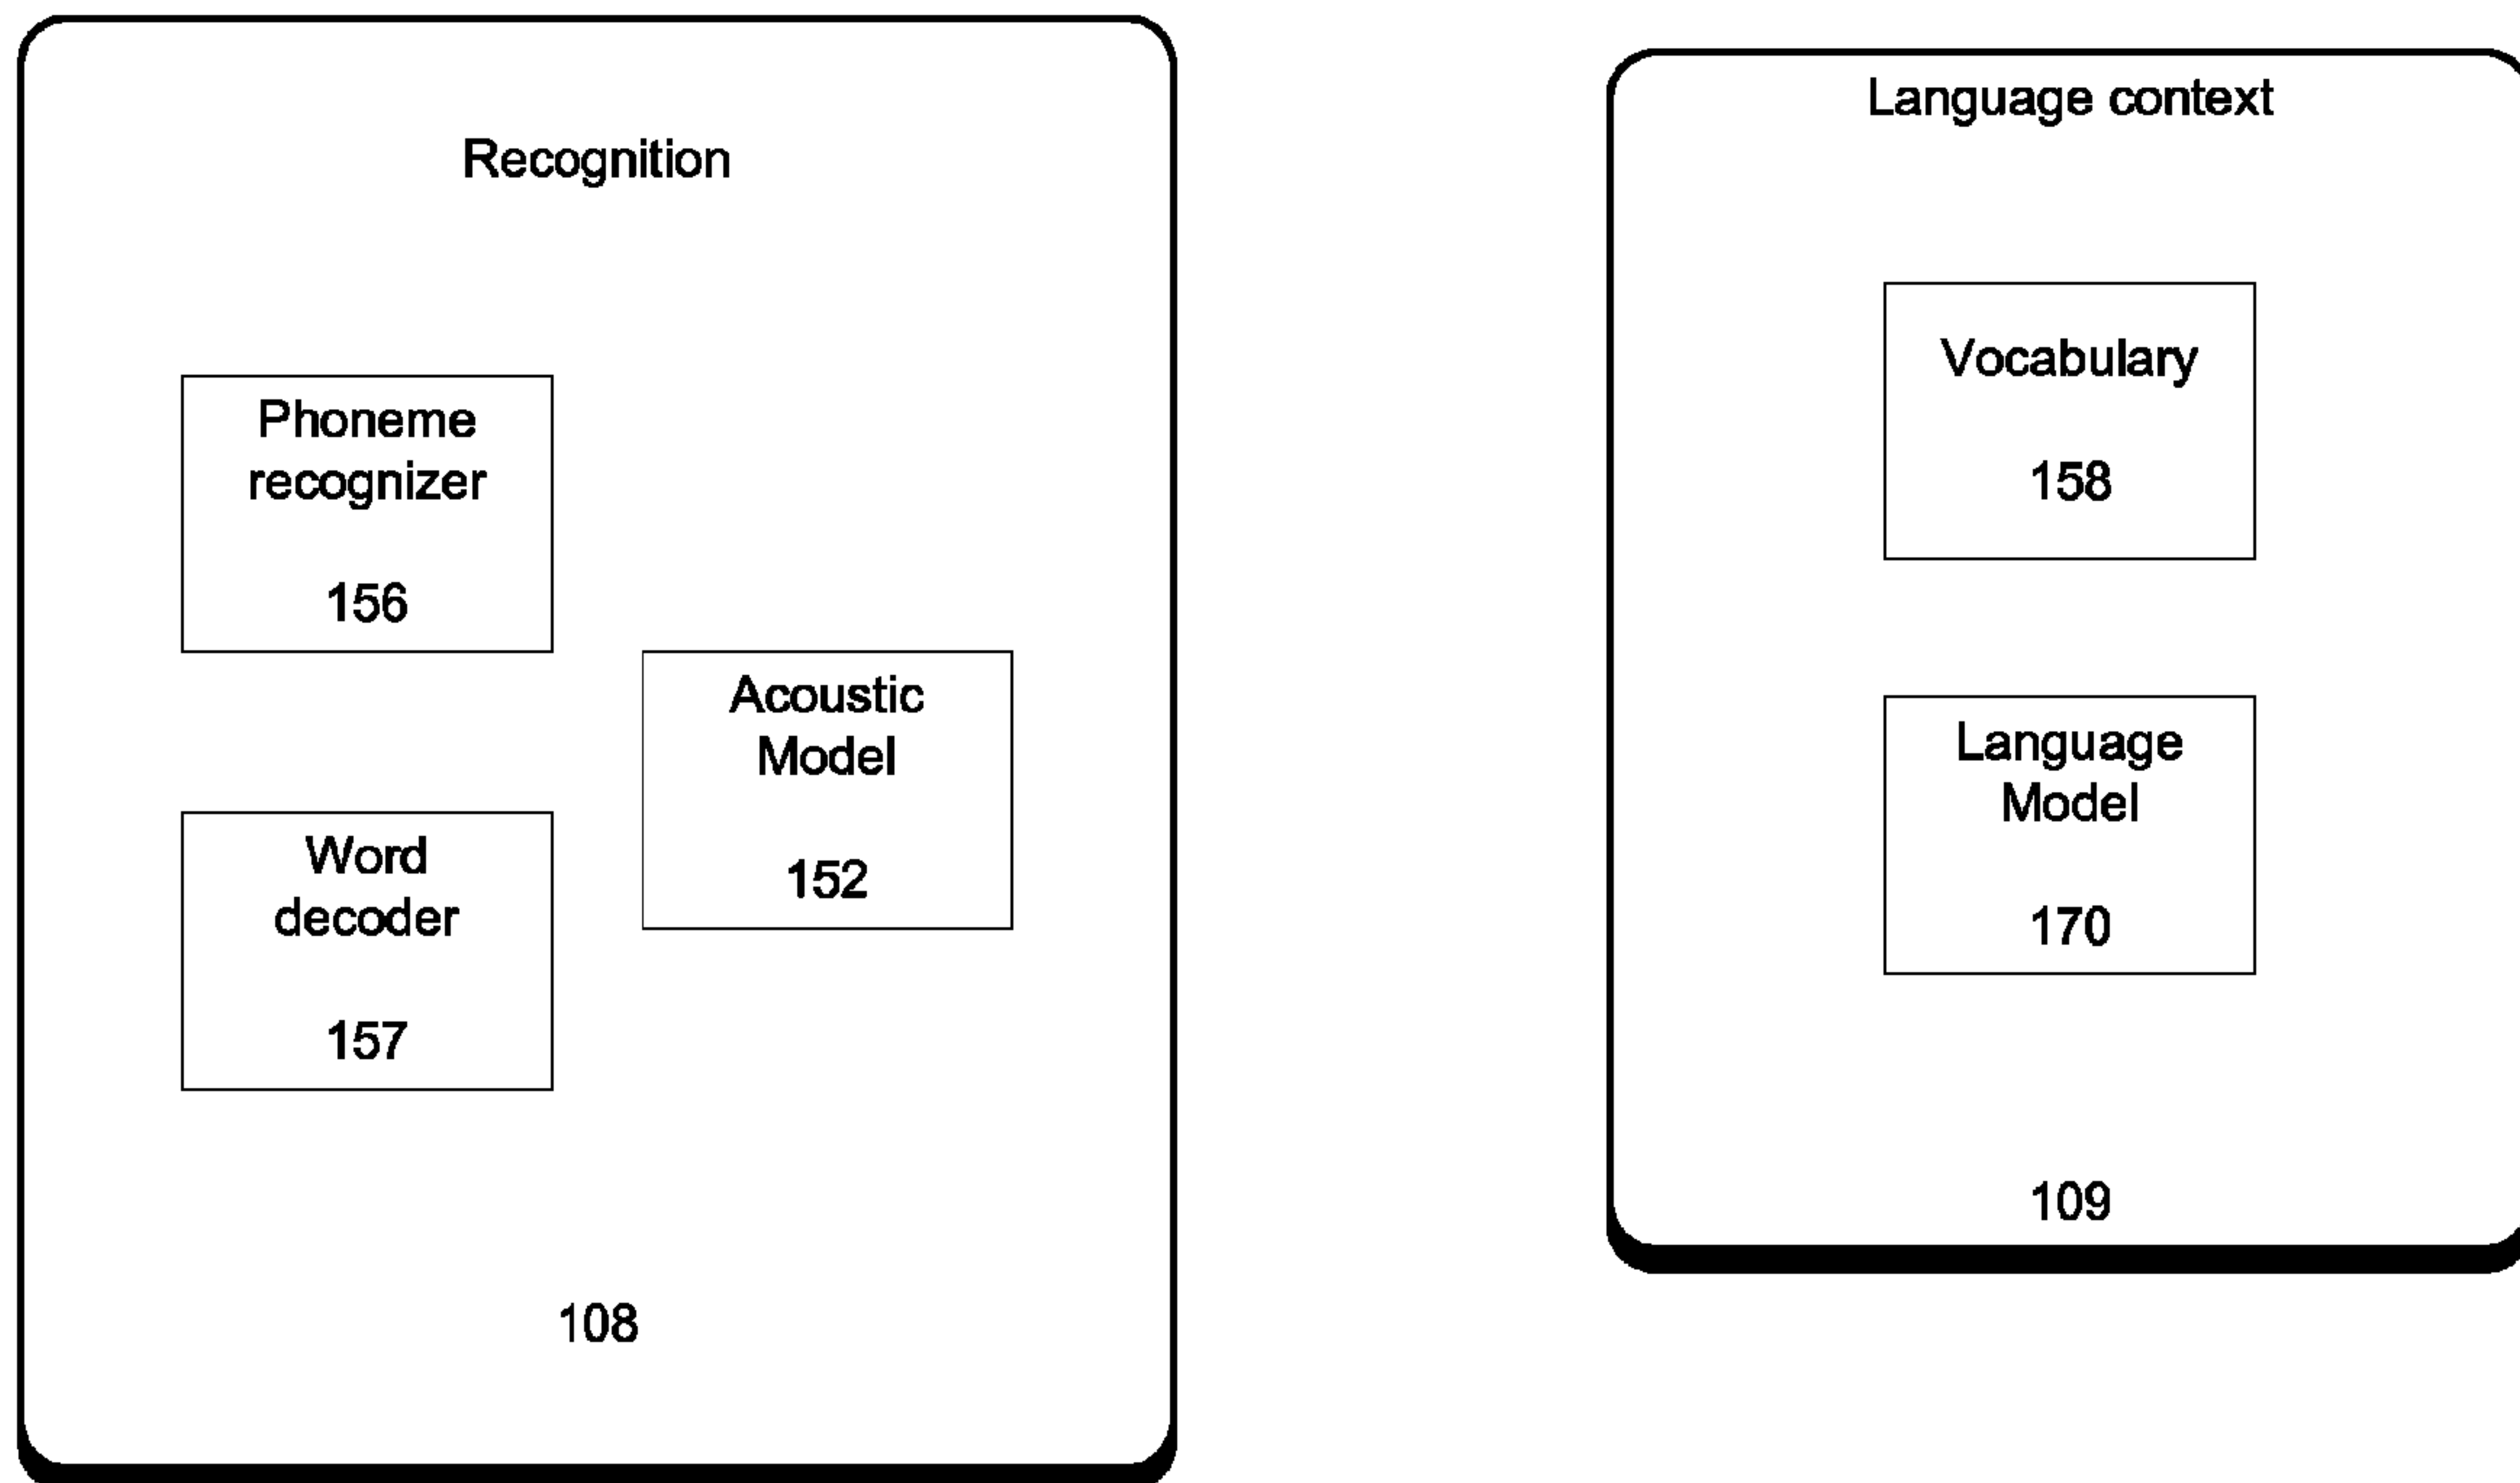 Recognition
Phoneme
recognizer
156
Acoustic
Model
152
Word
decoder
157
108
Language context
Vocabulary
158
Language
Model
170
109